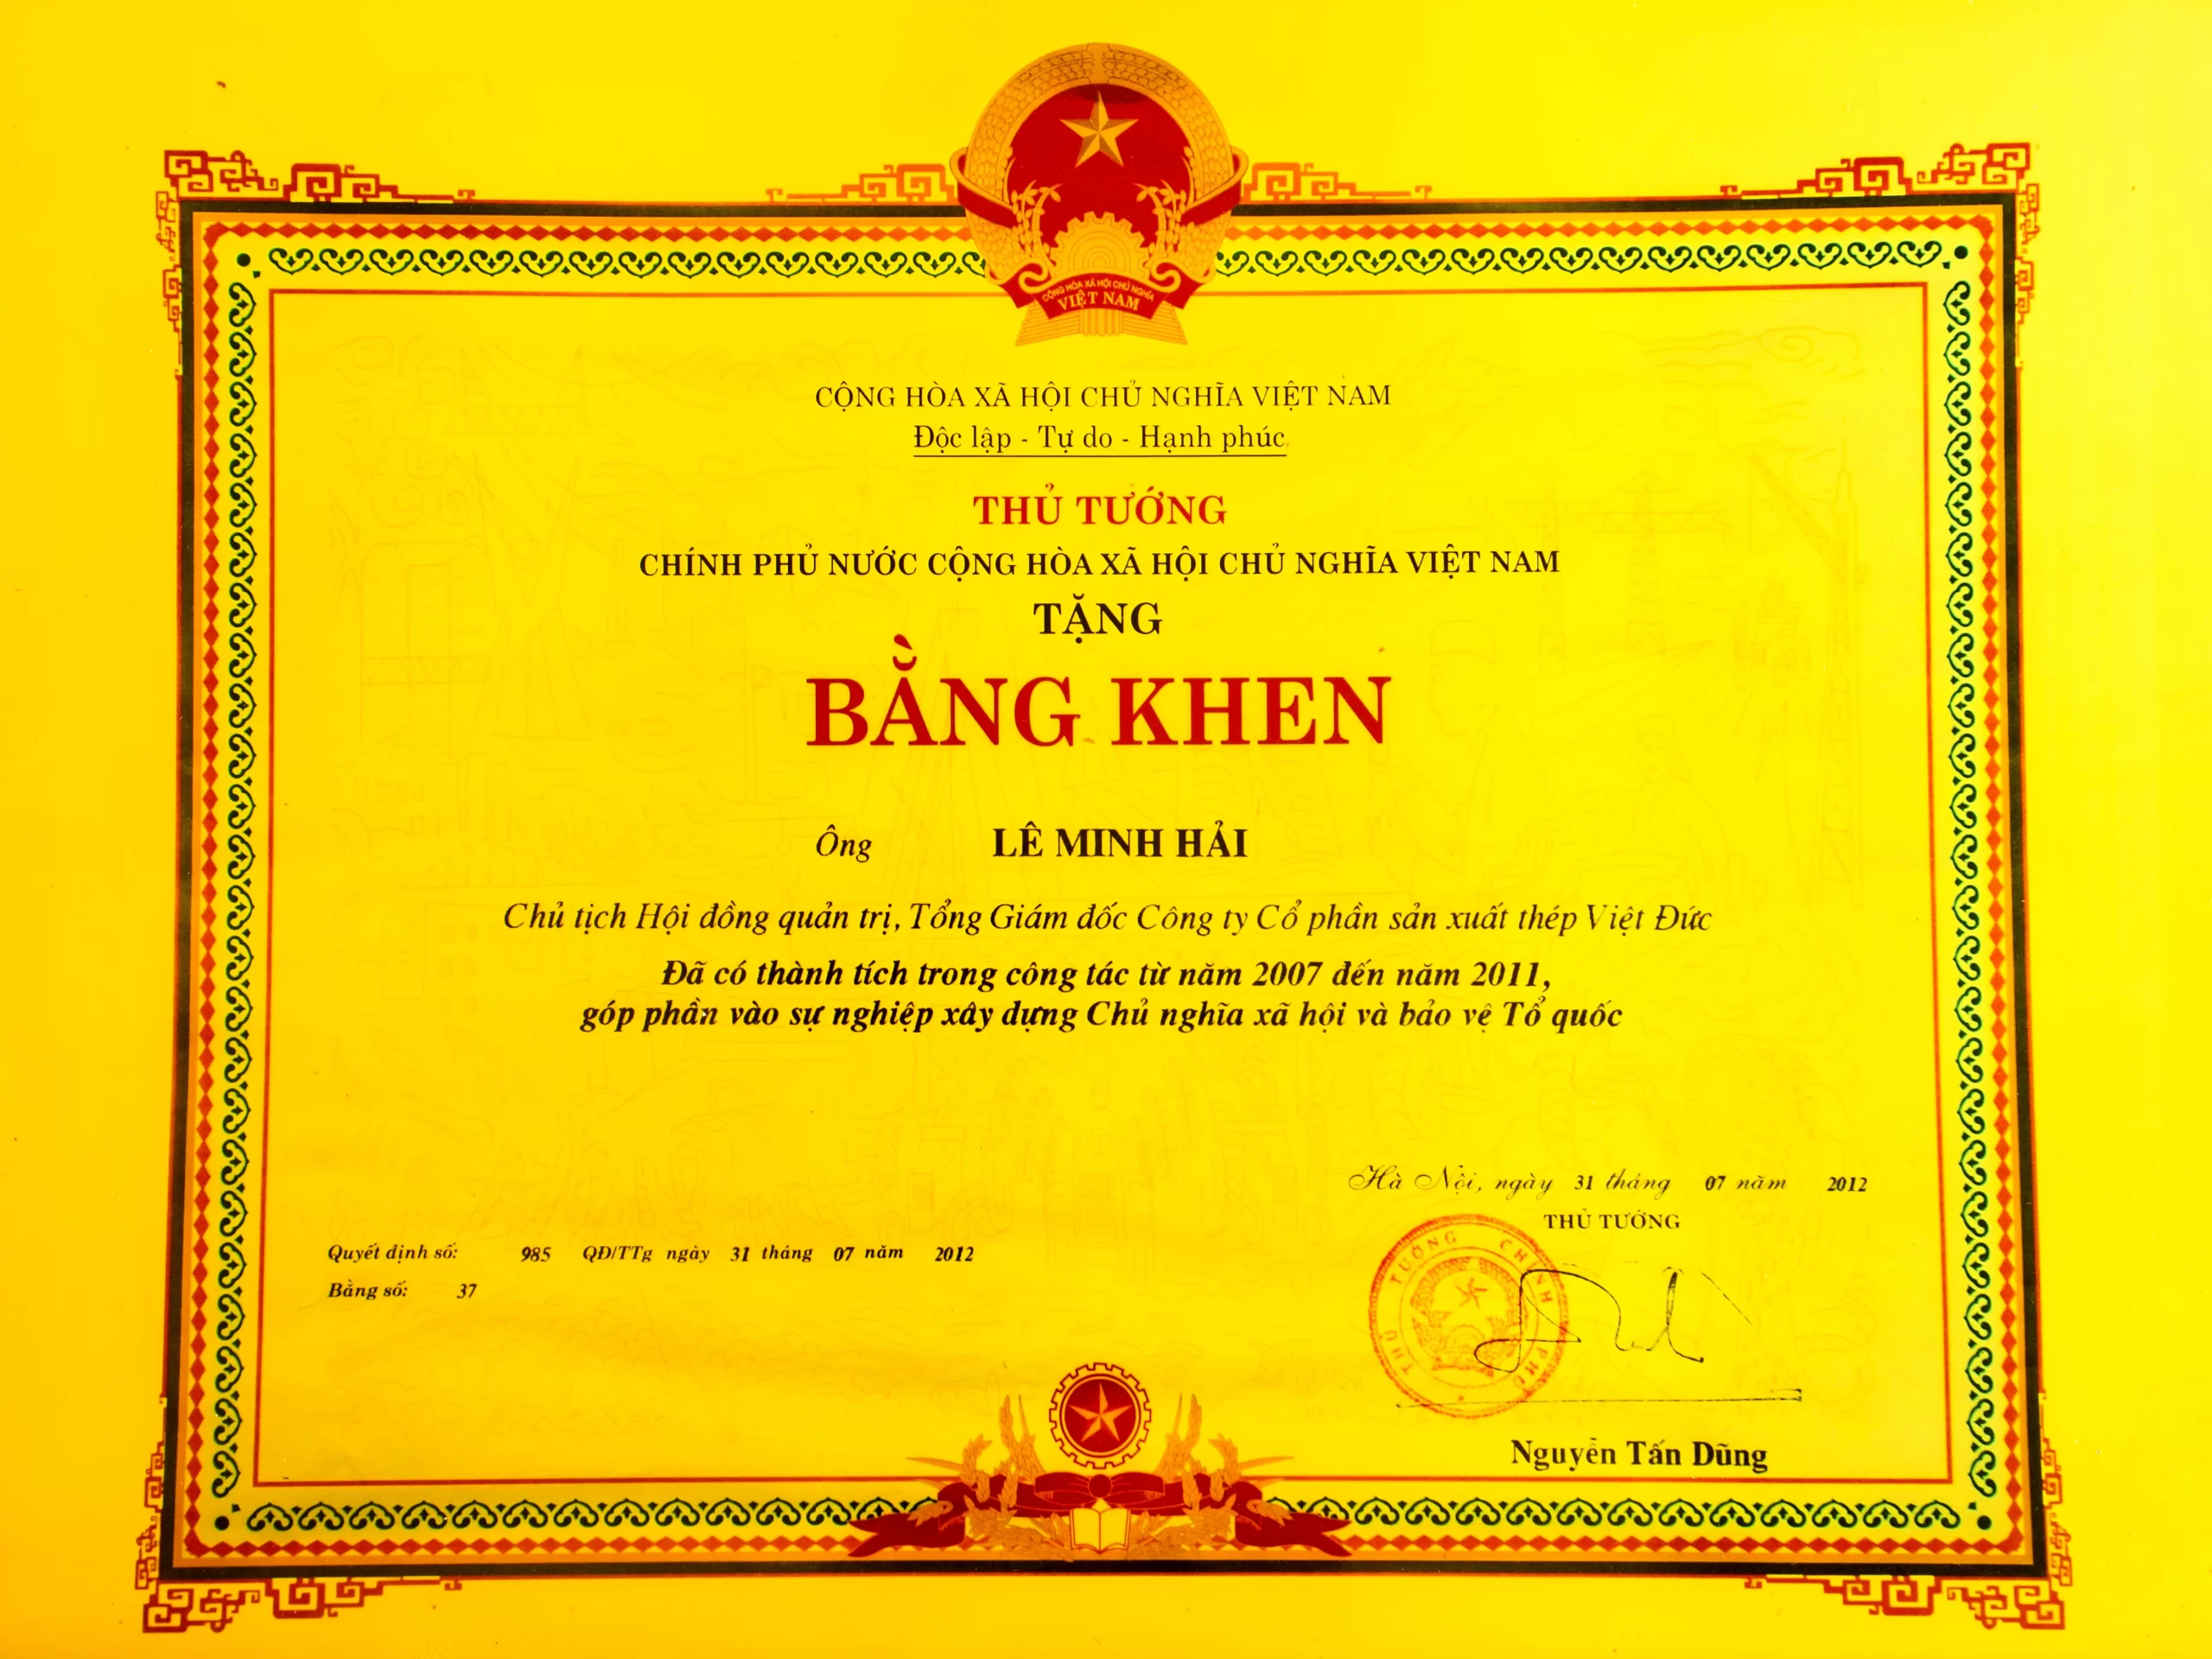 CỘNG HÒA XÃ HỘI CHỦ NGHĨA
VIỆT NAM
CỘNG HÒA XÃ HỘI CHỦ NGHĨA VIỆT NAM
Độc lập - Tự do - Hạnh phúc
THỦ TƯỚNG
CHÍNH PHỦ NƯỚC CỘNG HÒA XÃ HỘI CHỦ NGHĨA VIỆT NAM
TẶNG
BẰNG KHEN
Ông LÊ MINH HẢI
Chủ tịch Hội đồng quản trị, Tổng Giám đốc Công ty Cổ phần sản xuất thép Việt Đức
Đã có thành tích trong công tác từ năm 2007 đến năm 2011,
góp phần vào sự nghiệp xây dựng Chủ nghĩa xã hội và bảo vệ Tổ quốc
Hà Nội, ngày 31 tháng 07 năm 2012
THỦ TƯỚNG
Quyết định số: 985 QĐ/TTg ngày 31 tháng 07 năm 2012
Bằng số: 37
THỦ TƯỚNG CHÍNH PHỦ
Nguyễn Tấn Dũng